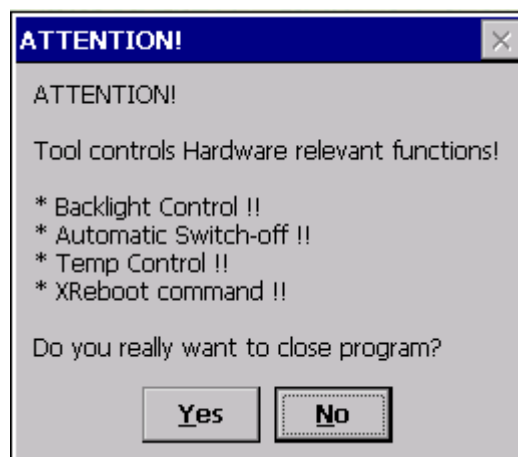 ATTENTION!
ATTENTION!
Tool controls Hardware relevant functions!
* Backlight Control !!
* Automatic Switch-off !!
* Temp Control !!
* XReboot command !!
Do you really want to close program?
Yes No